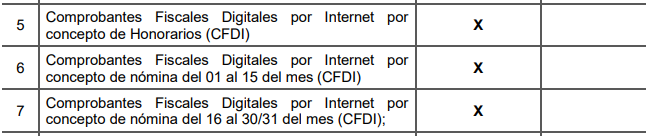 5 Comprobantes Fiscales Digitales por Internet por
concepto de Honorarios (CFDI) X
6 Comprobantes Fiscales Digitales por Internet por
concepto de nómina del 01 al 15 del mes (CFDI) X
7 Comprobantes Fiscales Digitales por Internet por
concepto de nómina del 16 al 30/31 del mes (CFDI); X